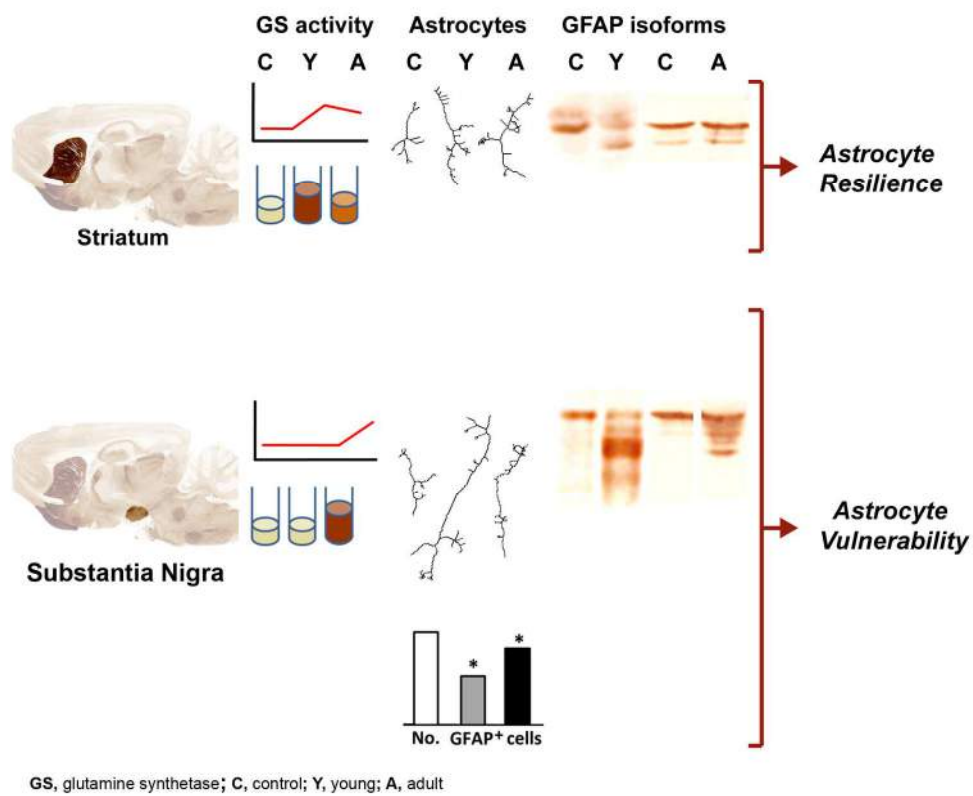 GS activity Astrocytes GFAP isoforms
C Y A C Y A C Y C A
Striatum
Astrocyte
Resilience
Substantia Nigra
Astrocyte
Vulnerability
* *
No. GFAP+ cells
GS, glutamine synthetase; C, control; Y, young; A, adult